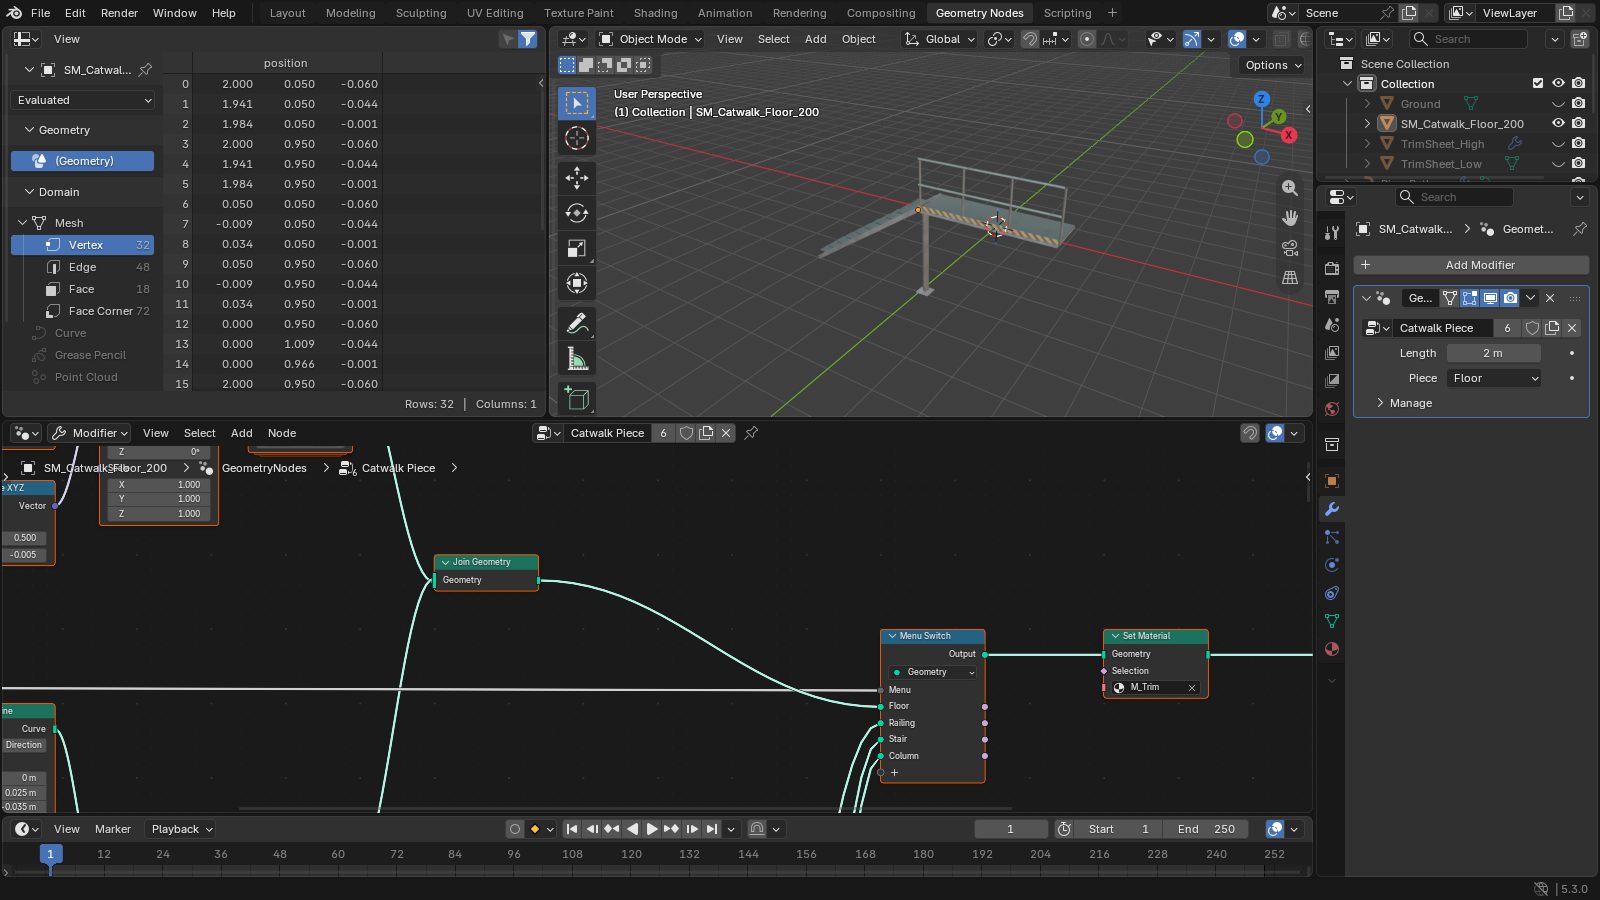 File Edit Render Window Help Layout Modeling Sculpting UV Editing Texture Paint Shading Animation Rendering Compositing Geometry Nodes Scripting Scene ViewLayer
View
SM_Catwal...
Evaluated
Geometry
(Geometry)
Domain
Mesh
Vertex 32
Edge 48
Face 18
Face Corner 72
Curve
Grease Pencil
Point Cloud
position
0 2.000 0.050 -0.060
1 1.941 0.050 -0.044
2 1.984 0.050 -0.001
3 2.000 0.950 -0.060
4 1.941 0.950 -0.044
5 1.984 0.950 -0.001
6 0.050 0.050 -0.060
7 -0.009 0.050 -0.044
8 0.034 0.050 -0.001
9 0.050 0.950 -0.060
10 -0.009 0.950 -0.044
11 0.034 0.950 -0.001
12 0.000 0.950 -0.060
13 0.000 1.009 -0.044
14 0.000 0.966 -0.001
15 2.000 0.950 -0.060
Rows: 32 Columns: 1
Object Mode View Select Add Object Global
Options
User Perspective
(1) Collection | SM_Catwalk_Floor_200
Z
Y
X
Search
Scene Collection
Collection
Ground
SM_Catwalk_Floor_200
TrimSheet_High
TrimSheet_Low
Search
SM_Catwalk... Geomet...
Add Modifier
Ge...
Catwalk Piece 6
Length 2 m
Piece Floor
Manage
Modifier View Select Add Node Catwalk Piece 6
SM_Catwalk_Floor_200 GeometryNodes 6 Catwalk Piece
Z 0°
X 1.000
Y 1.000
Z 1.000
e XYZ
Vector
0.500
-0.005
Join Geometry
Geometry
Menu Switch
Output
Geometry
Menu
Floor
Railing
Stair
Column
Set Material
Geometry
Selection
M_Trim
ine
Curve
Direction
0 m
0.025 m
-0.035 m
View Marker Playback 1 Start 1 End 250
1 12 24 36 48 60 72 84 96 108 120 132 144 156 168 180 192 204 216 228 240 252
5.3.0